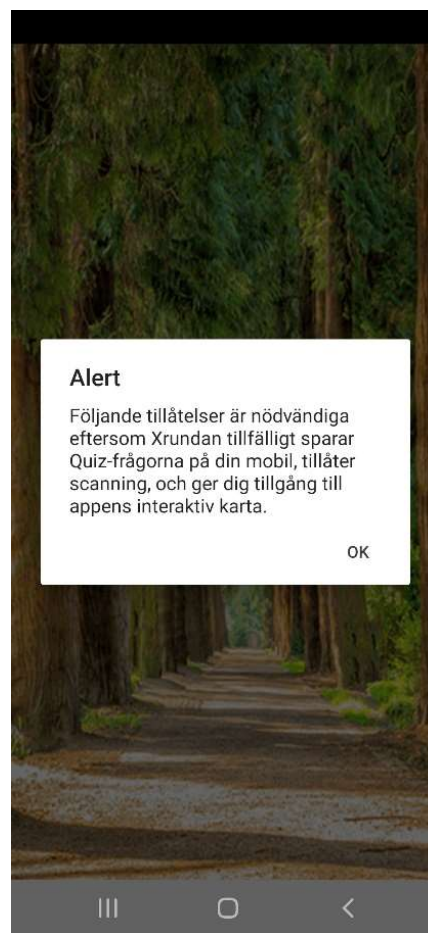 Alert
Följande tillåtelser är nödvändiga
eftersom Xrundan tillfälligt sparar
Quiz-frågorna på din mobil, tillåter
scanning, och ger dig tillgång till
appens interaktiv karta.
OK